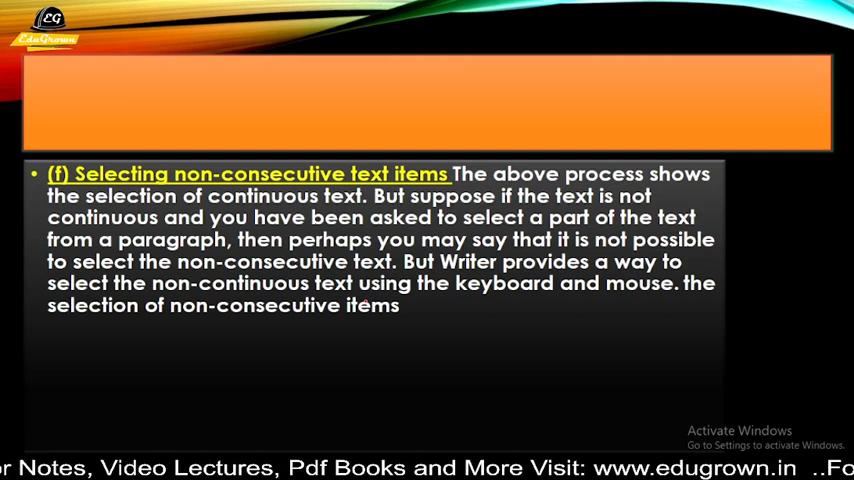 EG
EduGrown
• (f) Selecting non-consecutive text items The above process shows
the selection of continuous text. But suppose if the text is not
continuous and you have been asked to select a part of the text
from a paragraph, then perhaps you may say that it is not possible
to select the non-consecutive text. But Writer provides a way to
select the non-continuous text using the keyboard and mouse. the
selection of non-consecutive items
Activate Windows
Go to Settings to activate Windows.
or Notes, Video Lectures, Pdf Books and More Visit: www.edugrown.in ..Fo